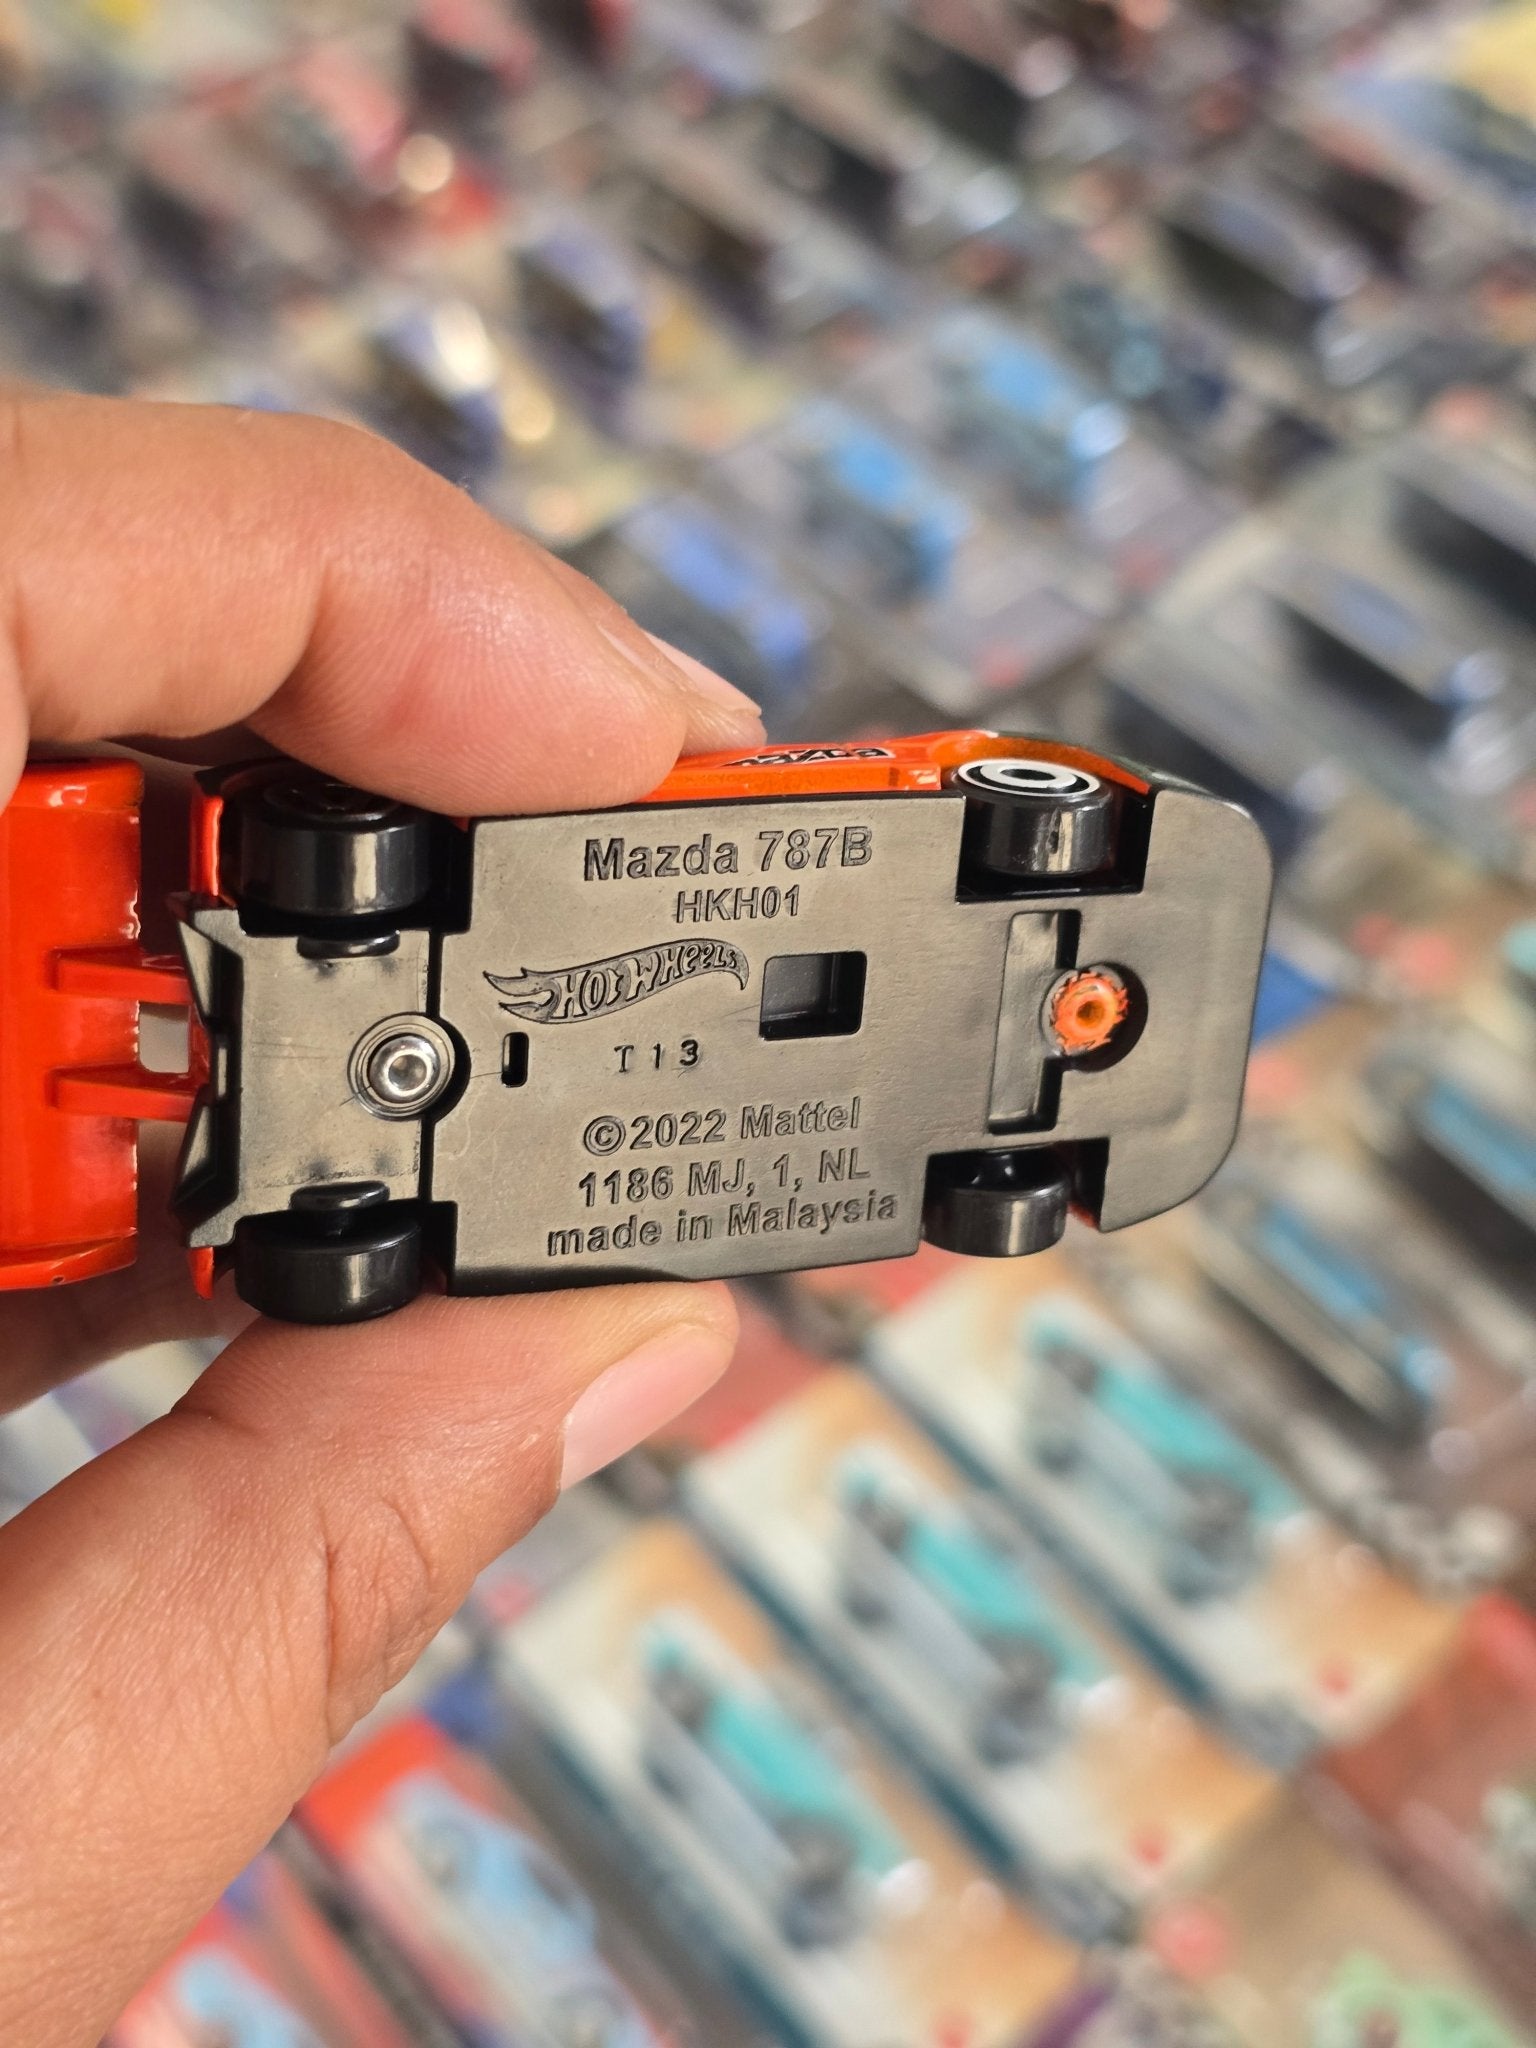 Mazda 787B
HKH01
Hot Wheels
T13
©2022 Mattel
1186 MJ, 1, NL
made in Malaysia